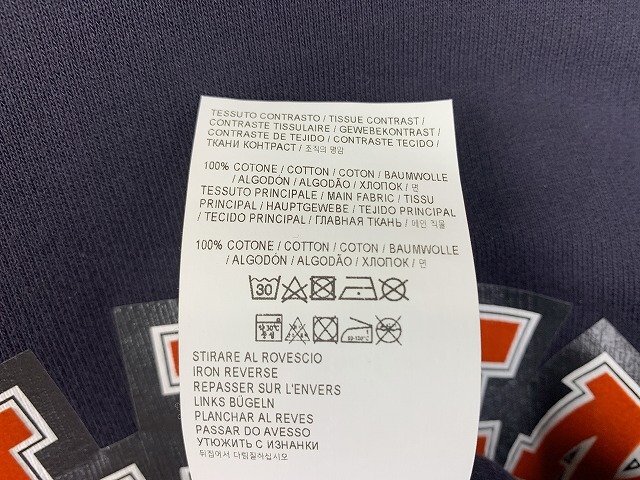 TESSUTO CONTRASTO / TISSUE CONTRAST /
CONTRASTE TISSULAIRE / GEWEBEKONTRAST /
CONTRASTE DE TEJIDO / CONTRASTE TECIDO /
ТКАНИ КОНТРАСТ / 조직의 명암
100% COTONE / COTTON / COTON / BAUMWOLLE
/ ALGODÓN / ALGODÃO / ХЛОПОК / 면
TESSUTO PRINCIPALE / MAIN FABRIC / TISSU
PRINCIPAL / HAUPTGEWEBE / TEJIDO PRINCIPAL
/ TECIDO PRINCIPAL / ГЛАВНАЯ ТКАНЬ / 메인 직물
100% COTONE / COTTON / COTON / BAUMWOLLE
/ ALGODÓN / ALGODÃO / ХЛОПОК / 면
30
STIRARE AL ROVESCIO
IRON REVERSE
REPASSER SUR L'ENVERS
LINKS BÜGELN
PLANCHAR AL REVES
PASSAR DO AVESSO
УТЮЖИТЬ С ИЗНАНКИ
뒤집어서 다림질하십시오